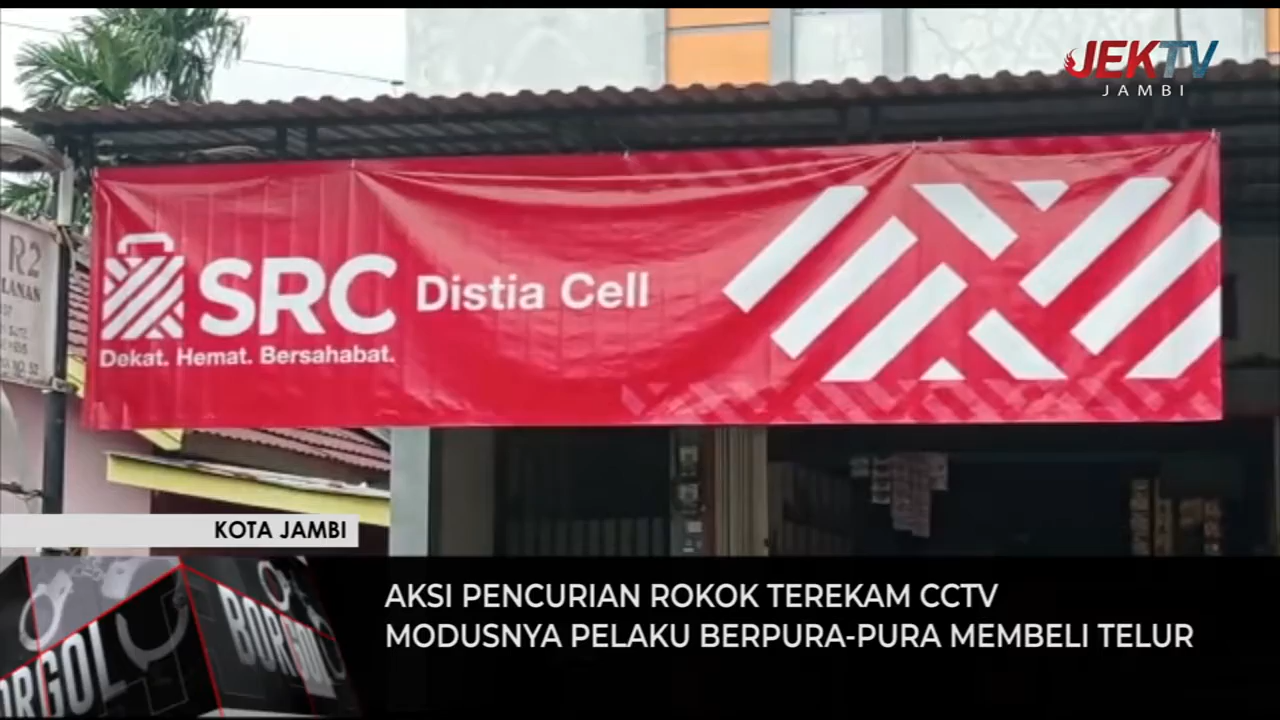 JEKTV
JAMBI
R2
SRC Distia Cell
Dekat. Hemat. Bersahabat.
KOTA JAMBI
AKSI PENCURIAN ROKOK TEREKAM CCTV
MODUSNYA PELAKU BERPURA-PURA MEMBELI TELUR
BORGOL